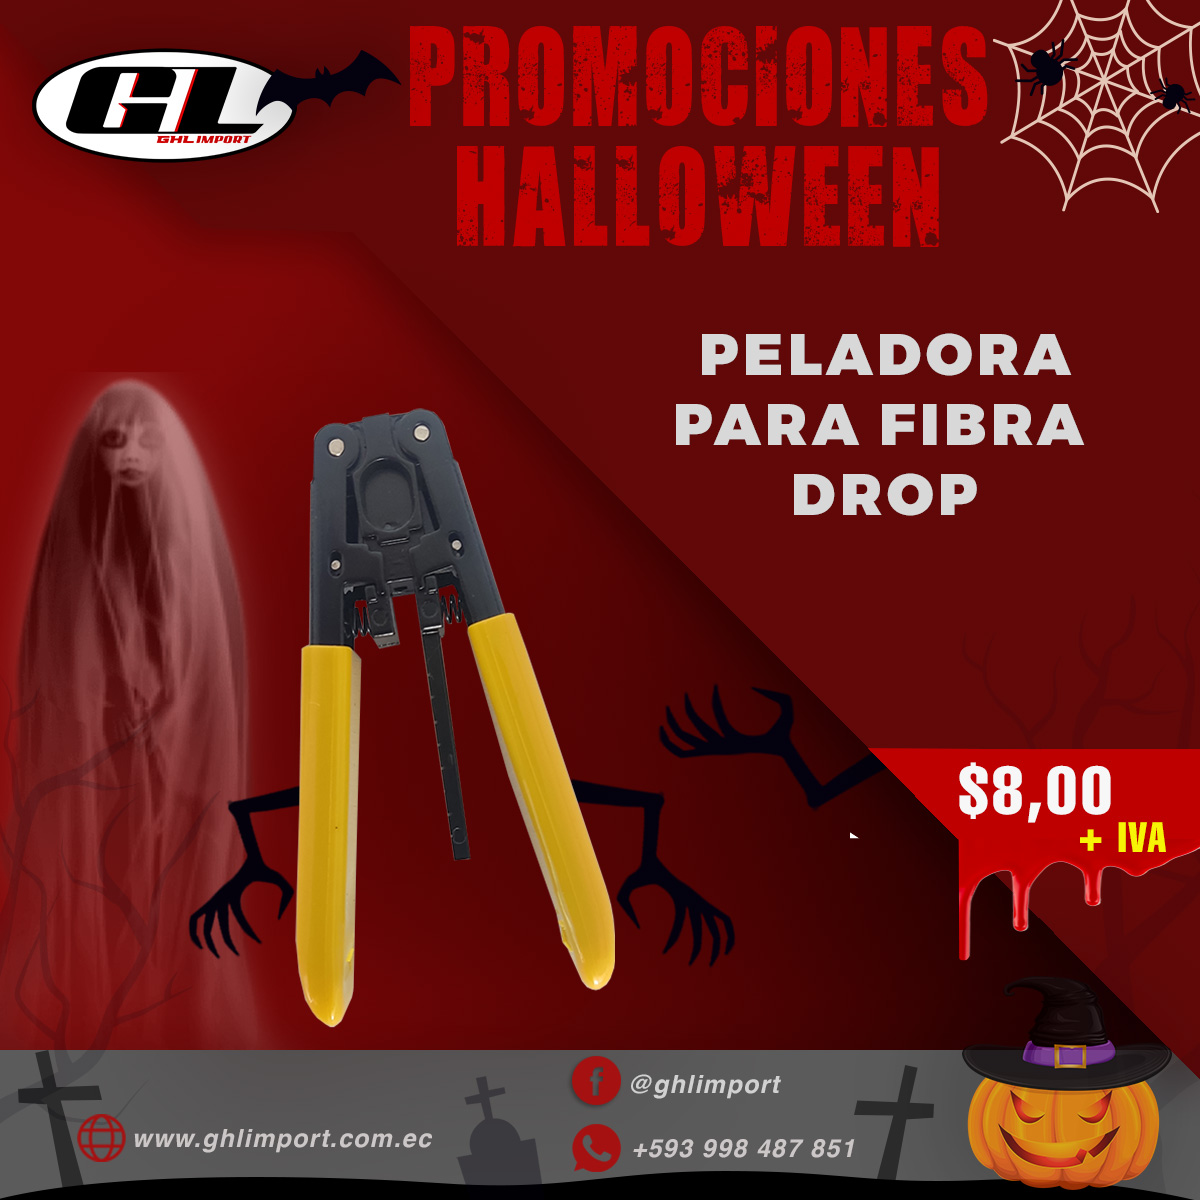 GHL
GHL IMPORT
PROMOCIONES
HALLOWEEN
PELADORA
PARA FIBRA
DROP
$8,00
+ IVA
@ghlimport
www.ghlimport.com.ec
+593 998 487 851